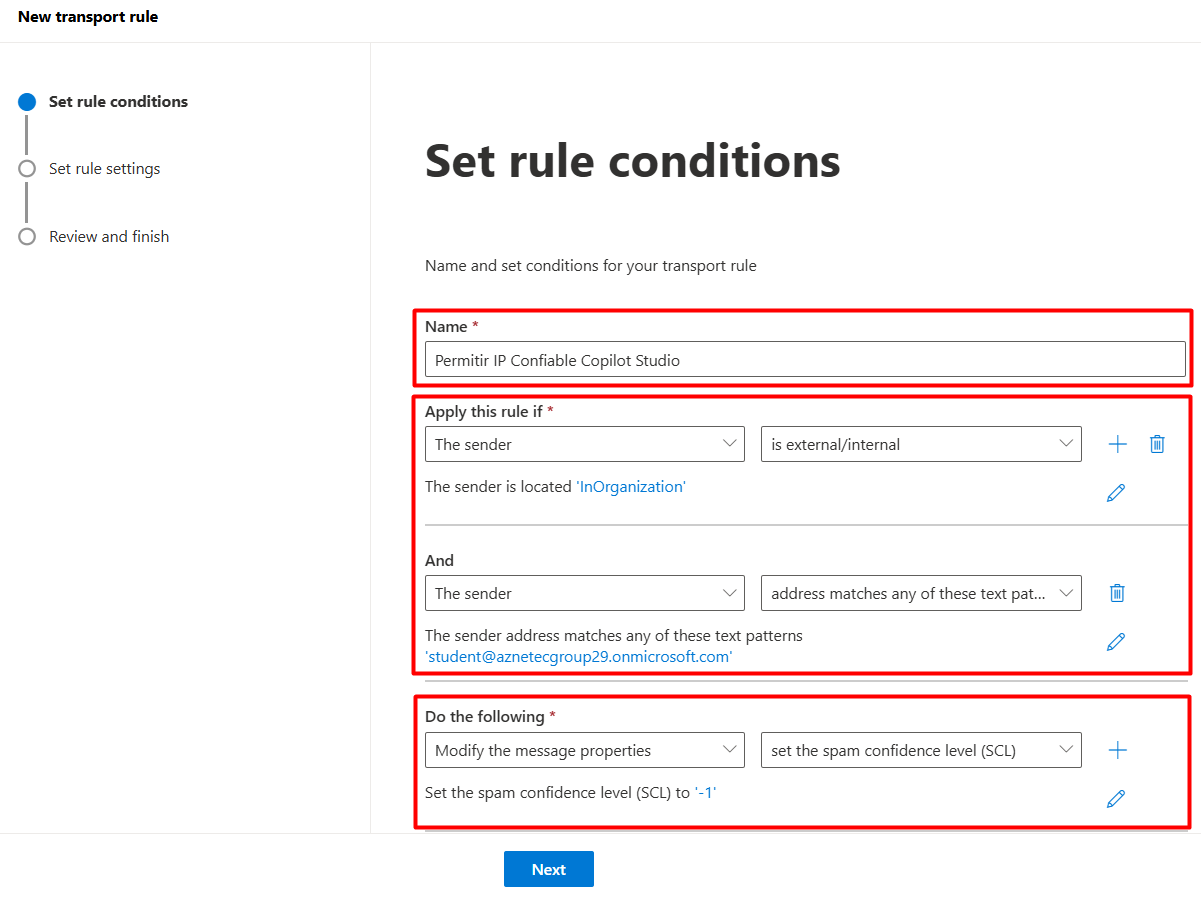 New transport rule
Set rule conditions
Set rule settings
Review and finish
Set rule conditions
Name and set conditions for your transport rule
Name *
Permitir IP Confiable Copilot Studio
Apply this rule if *
The sender
is external/internal
The sender is located 'InOrganization'
And
The sender
address matches any of these text pat...
The sender address matches any of these text patterns
'student@aznetecgroup29.onmicrosoft.com'
Do the following *
Modify the message properties
set the spam confidence level (SCL)
Set the spam confidence level (SCL) to '-1'
Next